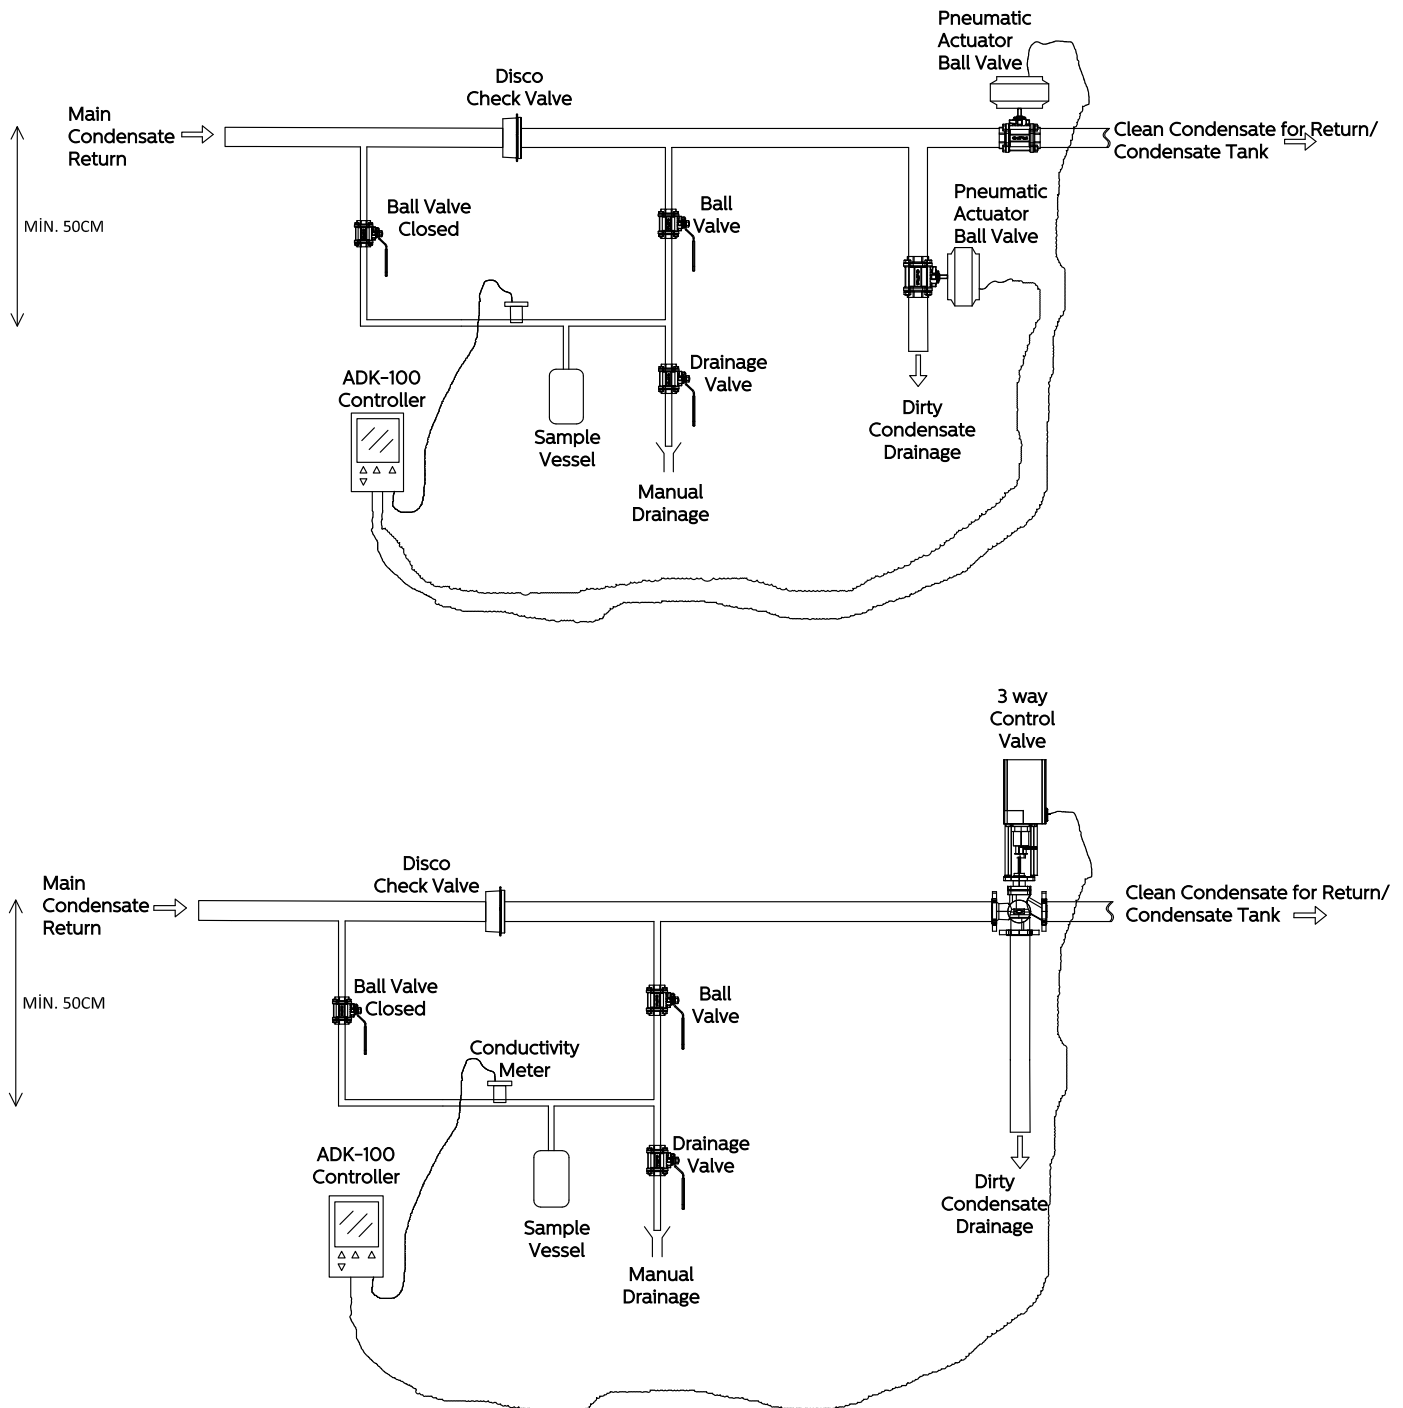 Pneumatic
Actuator
Ball Valve
Disco
Check Valve
Main
Condensate
Return
Clean Condensate for Return/
Condensate Tank
MİN. 50CM
Ball Valve
Closed
Ball
Valve
Pneumatic
Actuator
Ball Valve
ADK-100
Controller
Drainage
Valve
Sample
Vessel
Dirty
Condensate
Drainage
Manual
Drainage
3 way
Control
Valve
Disco
Check Valve
Main
Condensate
Return
Clean Condensate for Return/
Condensate Tank
MİN. 50CM
Ball Valve
Closed
Ball
Valve
Conductivity
Meter
ADK-100
Controller
Drainage
Valve
Sample
Vessel
Dirty
Condensate
Drainage
Manual
Drainage